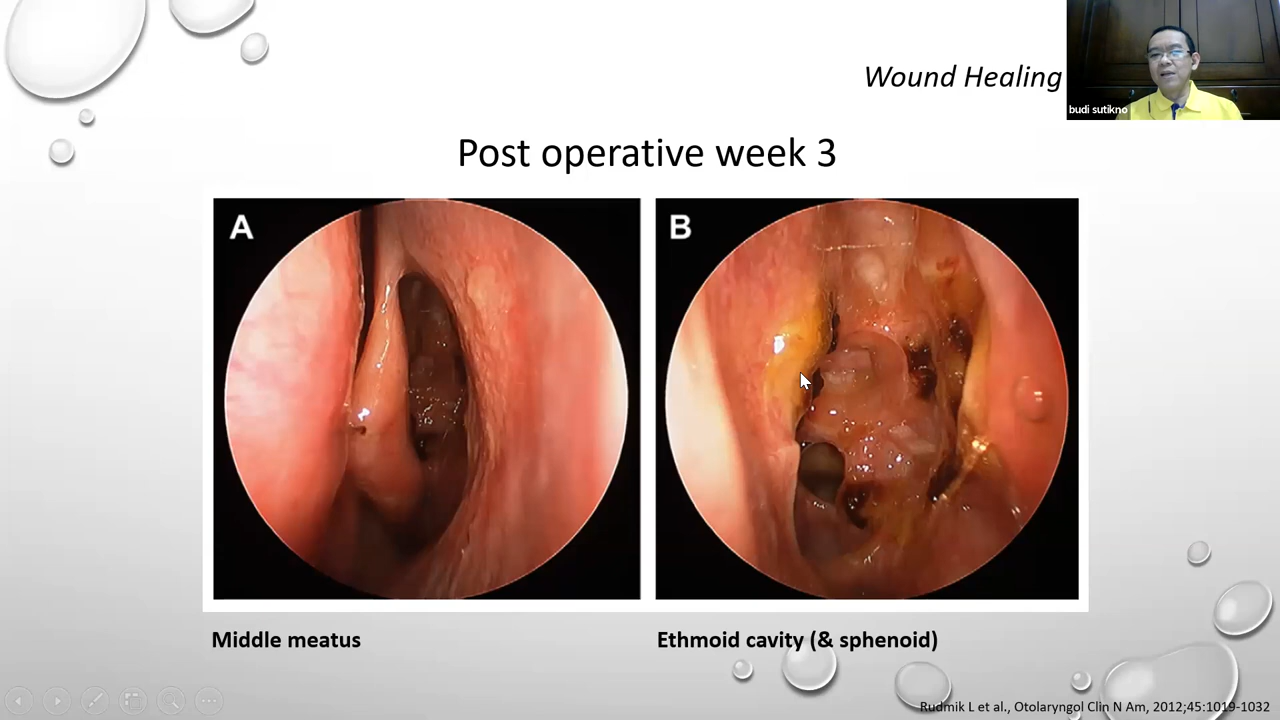 Wound Healing
budi sutikno
Post operative week 3
A
B
Middle meatus
Ethmoid cavity (& sphenoid)
Rudmik L et al., Otolaryngol Clin N Am, 2012;45:1019-1032